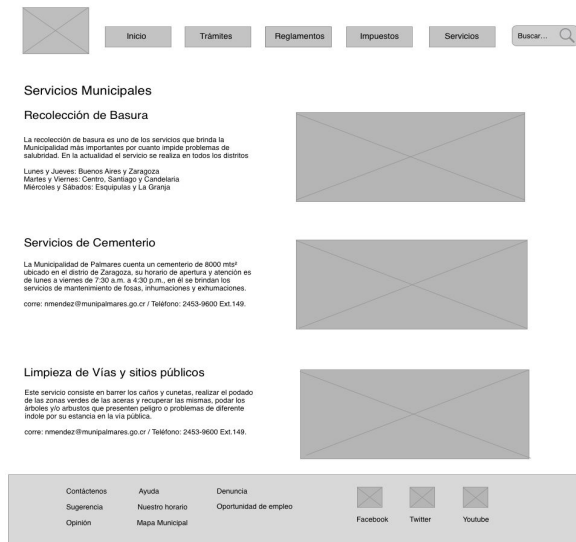 Inicio
Trámites
Reglamentos
Impuestos
Servicios
Buscar...
Servicios Municipales
Recolección de Basura
La recolección de basura es uno de los servicios que brinda la
Municipalidad más importantes por cuanto impide problemas de
salubridad. En la actualidad el servicio se realiza en todos los distritos
Lunes y Jueves: Buenos Aires y Zaragoza
Martes y Viernes: Centro, Santiago y Candelaria
Miércoles y Sábados: Esquipulas y La Granja
Servicios de Cementerio
La Municipalidad de Palmares cuenta un cementerio de 8000 mts²
ubicado en el distrio de Zaragoza, su horario de apertura y atención es
de lunes a viernes de 7:30 a.m. a 4:30 p.m., en él se brindan los
servicios de mantenimiento de fosas, inhumaciones y exhumaciones.
corre: nmendez@munipalmares.go.cr / Teléfono: 2453-9600 Ext.149.
Limpieza de Vías y sitios públicos
Este servicio consiste en barrer los caños y cunetas, realizar el podado
de las zonas verdes de las aceras y recuperar las mismas, podar los
árboles y/o arbustos que presenten peligro o problemas de diferente
indole por su estancia en la via pública.
corre: nmendez@munipalmares.go.cr / Teléfono: 2453-9600 Ext.149.
Contáctenos
Ayuda
Denuncia
Sugerencia
Nuestro horario
Oportunidad de empleo
Opinión
Mapa Municipal
Facebook
Twitter
Youtube